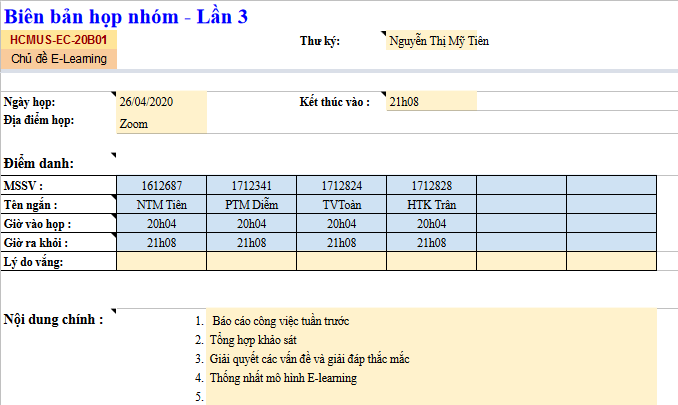 Biên bản họp nhóm - Lần 3
HCMUS-EC-20B01 Thư ký: Nguyễn Thị Mỹ Tiên
Chủ đề E-Learning
Ngày họp: 26/04/2020 Kết thúc vào : 21h08
Địa điểm họp: Zoom
Điểm danh:
MSSV : 1612687 1712341 1712824 1712828
Tên ngắn : NTM Tiên PTM Diễm TVToàn HTK Trân
Giờ vào họp : 20h04 20h04 20h04 20h04
Giờ ra khỏi : 21h08 21h08 21h08 21h08
Lý do vắng:
Nội dung chính : 1. Báo cáo công việc tuần trước
2. Tổng hợp khảo sát
3. Giải quyết các vấn đề và giải đáp thắc mắc
4. Thống nhất mô hình E-learning
5.